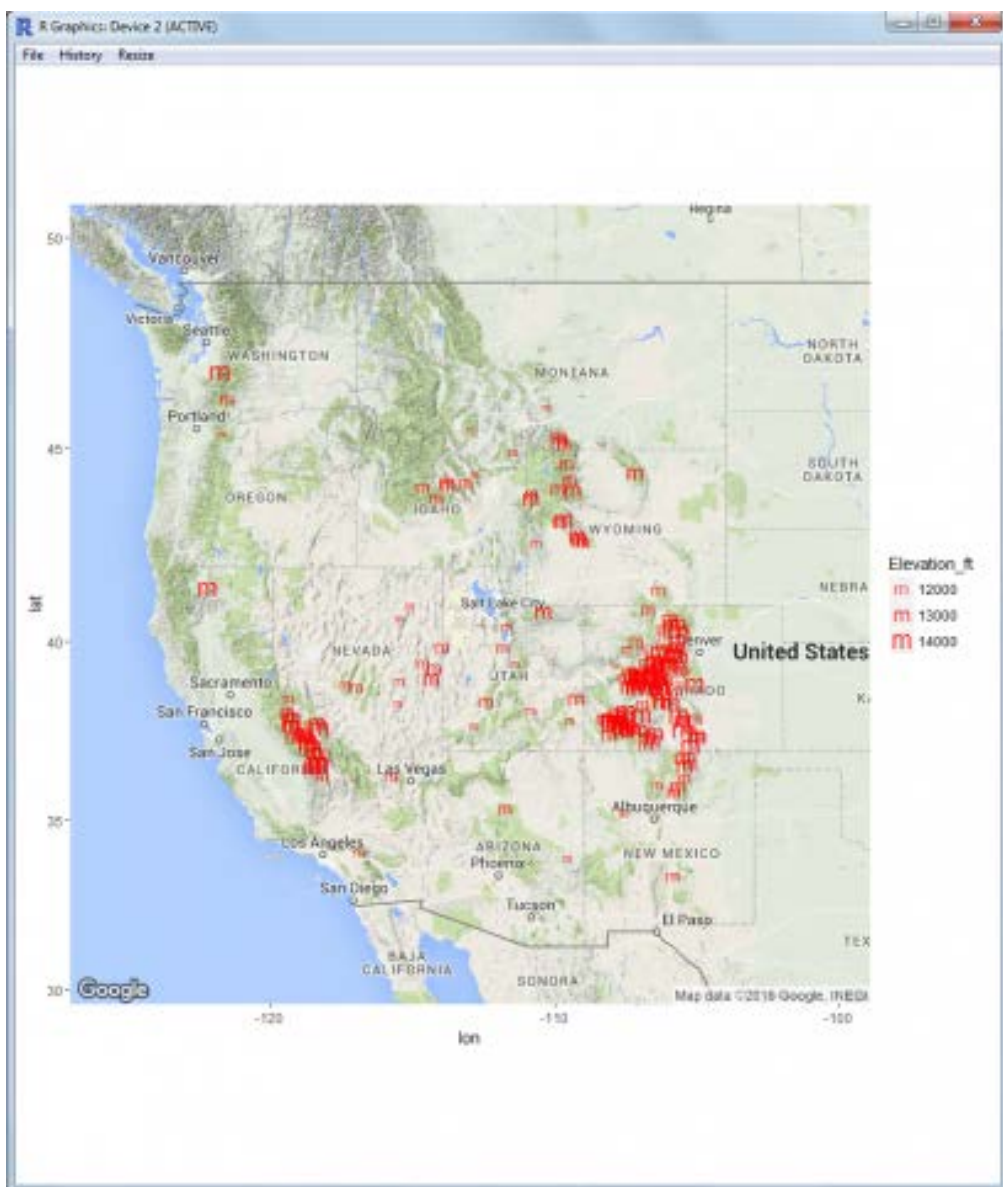 R Graphics: Device 2 (ACTIVE)
File History Resize
Regina
50
Vancouver
Victoria
Seattle
WASHINGTON
NORTH
DAKOTA
MONTANA
Portland
45
SOUTH
DAKOTA
OREGON
IDAHO
WYOMING
Elevation_ft
m 12000
m 13000
m 14000
NEBRA
lat
Salt Lake City
40
NEVADA
enver
United States
UTAH
Sacramento
San Francisco
San Jose
CALIFOR
Las Vegas
Albuquerque
35
Los Angeles
ARIZONA
Phoenix
NEW MEXICO
San Diego
Tucson
El Paso
TEX
BAJA
CALIFORNIA
SONORA
30
Google
Map data ©2016 Google, INEGI
-120
-110
-100
lon